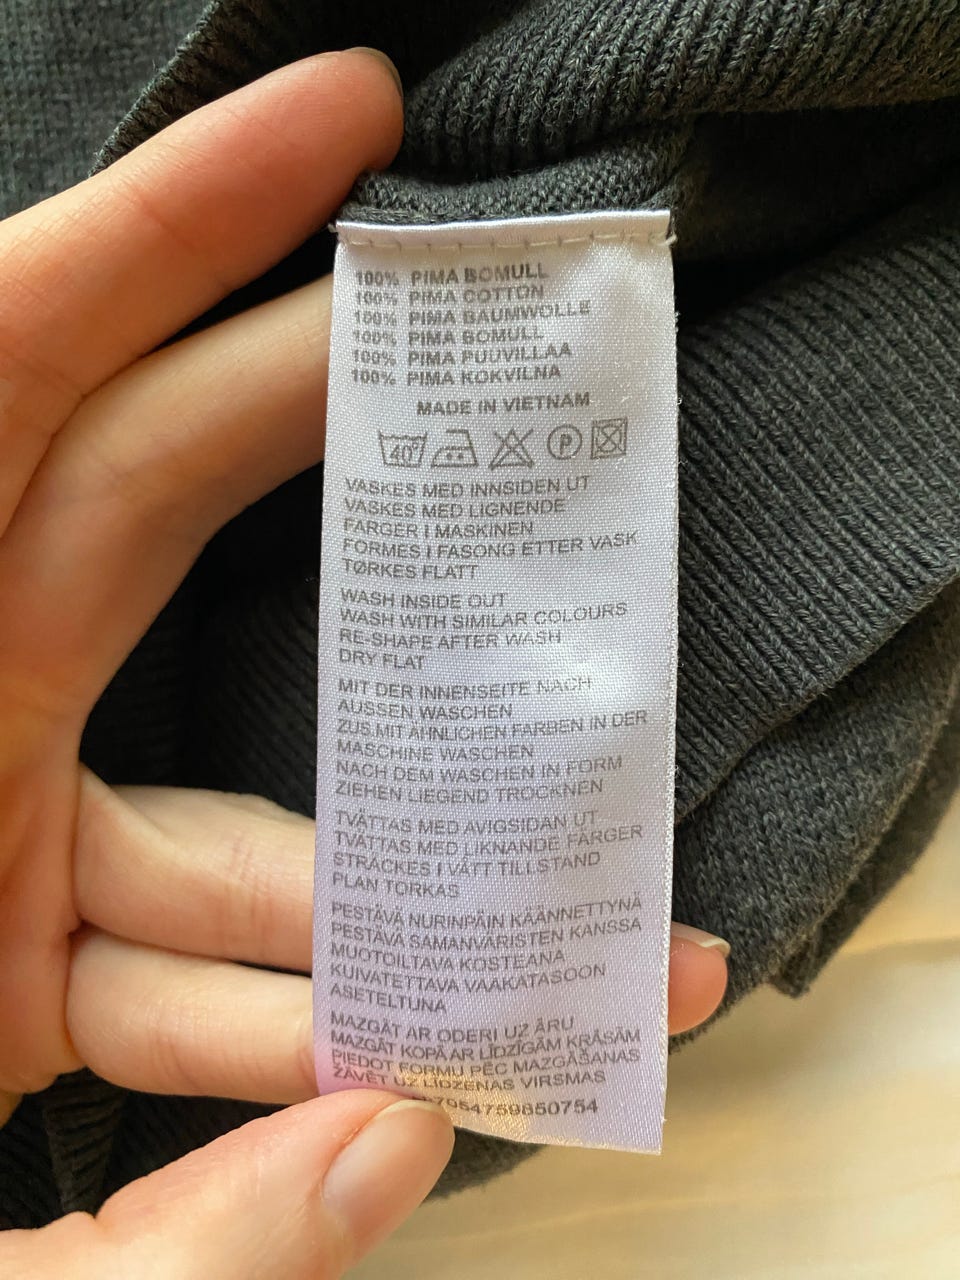 100% PIMA BOMULL
100% PIMA COTTON
100% PIMA BAUMWOLLE
100% PIMA BOMULL
100% PIMA PUUVILLAA
100% PIMA KOKVILNA
MADE IN VIETNAM
40° P
VASKES MED INNSIDEN UT
VASKES MED LIGNENDE
FARGER I MASKINEN
FORMES I FASONG ETTER VASK
TØRKES FLATT
WASH INSIDE OUT
WASH WITH SIMILAR COLOURS
RE-SHAPE AFTER WASH
DRY FLAT
MIT DER INNENSEITE NACH
AUSSEN WASCHEN
ZUS.MIT ÄHNLICHEN FARBEN IN DER
MASCHINE WASCHEN
NACH DEM WASCHEN IN FORM
ZIEHEN LIEGEND TROCKNEN
TVÄTTAS MED AVIGSIDAN UT
TVÄTTAS MED LIKNANDE FÄRGER
STRÄCKES I VÅTT TILLSTAND
PLAN TORKAS
PESTÄVÄ NURINPÄIN KÄÄNNETTYNÄ
PESTÄVÄ SAMANVÄRISTEN KANSSA
MUOTOILTAVA KOSTEANA
KUIVATETTAVA VAAKATASOON
ASETELTUNA
MAZGĀT AR ODERI UZ ĀRU
MAZGĀT KOPĀ AR LĪDZĪGĀM KRĀSĀM
PIEDOT FORMU PĒC MAZGĀŠANAS
ŽĀVĒT UZ LĪDZENAS VIRSMAS
7954759850754